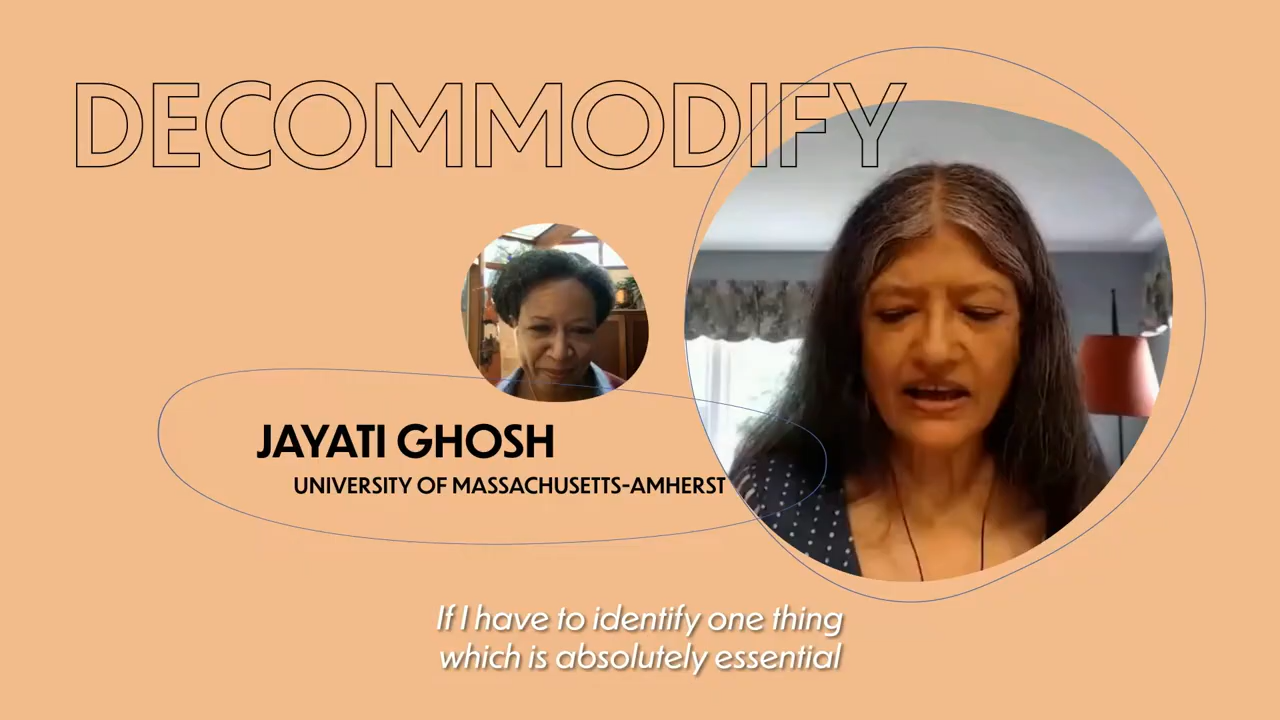 DECOMMODIFY
JAYATI GHOSH
UNIVERSITY OF MASSACHUSETTS-AMHERST
If I have to identify one thing
which is absolutely essential